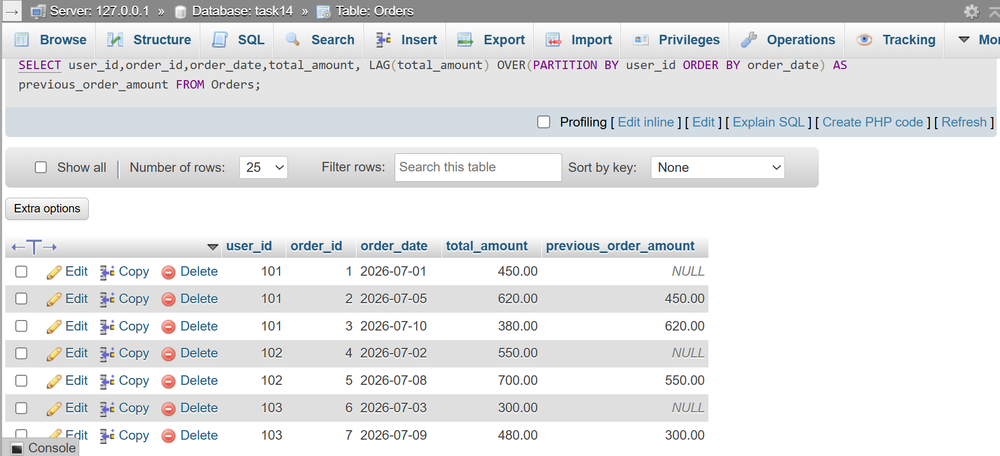 → Server: 127.0.0.1 » Database: task14 » Table: Orders
Browse Structure SQL Search Insert Export Import Privileges Operations Tracking
SELECT user_id,order_id,order_date,total_amount, LAG(total_amount) OVER(PARTITION BY user_id ORDER BY order_date) AS
previous_order_amount FROM Orders;
Profiling [ Edit inline ] [ Edit ] [ Explain SQL ] [ Create PHP code ] [ Refresh ]
Show all | Number of rows: 25 Filter rows: Search this table Sort by key: None
Extra options
←T→ user_id order_id order_date total_amount previous_order_amount
Edit Copy Delete 101 1 2026-07-01 450.00 NULL
Edit Copy Delete 101 2 2026-07-05 620.00 450.00
Edit Copy Delete 101 3 2026-07-10 380.00 620.00
Edit Copy Delete 102 4 2026-07-02 550.00 NULL
Edit Copy Delete 102 5 2026-07-08 700.00 550.00
Edit Copy Delete 103 6 2026-07-03 300.00 NULL
Edit Copy Delete 103 7 2026-07-09 480.00 300.00
Console